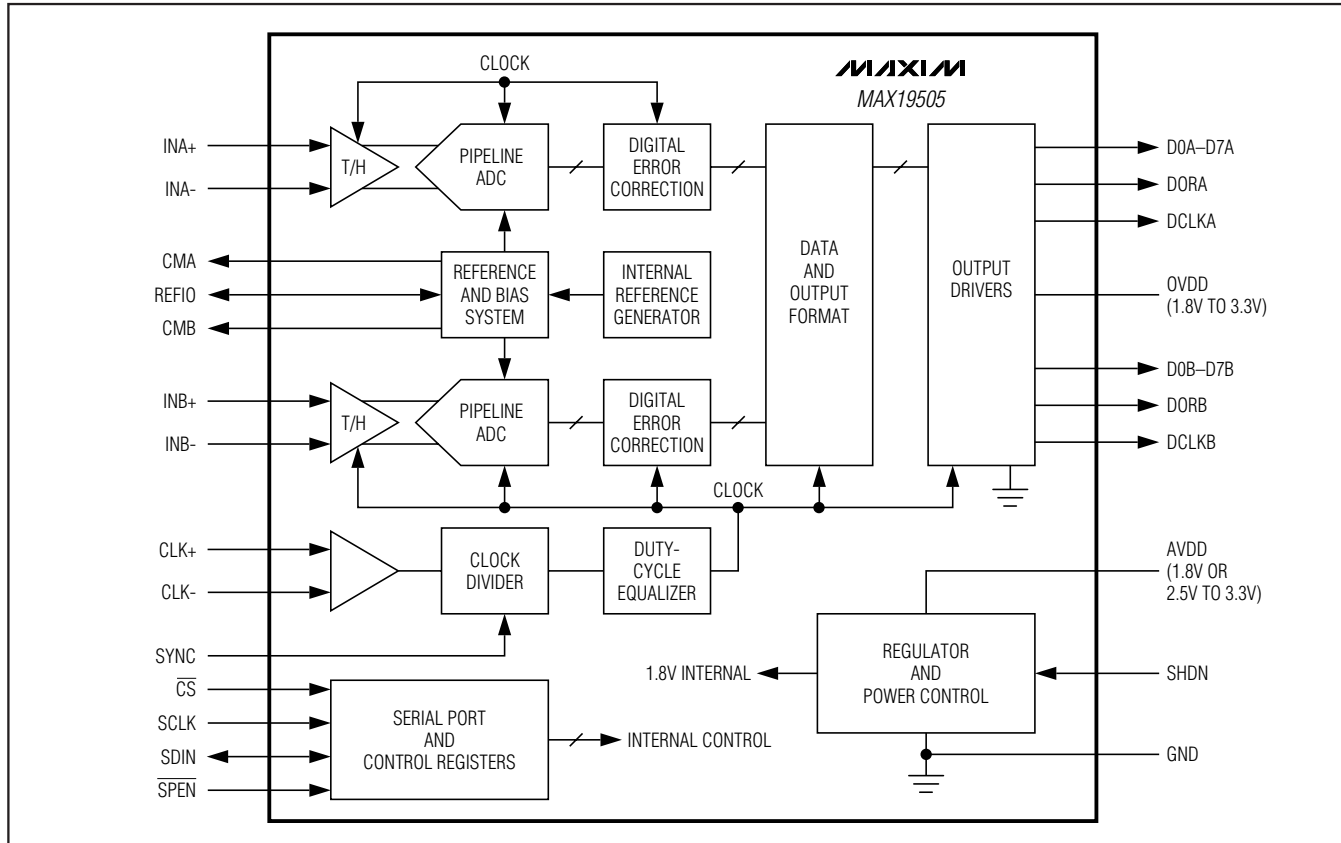 CLOCK
MAXIM
MAX19505
INA+
INA-
T/H
PIPELINE
ADC
DIGITAL
ERROR
CORRECTION
DATA
AND
OUTPUT
FORMAT
OUTPUT
DRIVERS
D0A–D7A
DORA
DCLKA
CMA
REFIO
CMB
REFERENCE
AND BIAS
SYSTEM
INTERNAL
REFERENCE
GENERATOR
OVDD
(1.8V TO 3.3V)
INB+
INB-
T/H
PIPELINE
ADC
DIGITAL
ERROR
CORRECTION
D0B–D7B
DORB
DCLKB
CLOCK
CLK+
CLK-
CLOCK
DIVIDER
DUTY-
CYCLE
EQUALIZER
AVDD
(1.8V OR
2.5V TO 3.3V)
SYNC
CS
SCLK
SDIN
SPEN
SERIAL PORT
AND
CONTROL REGISTERS
INTERNAL CONTROL
1.8V INTERNAL
REGULATOR
AND
POWER CONTROL
SHDN
GND